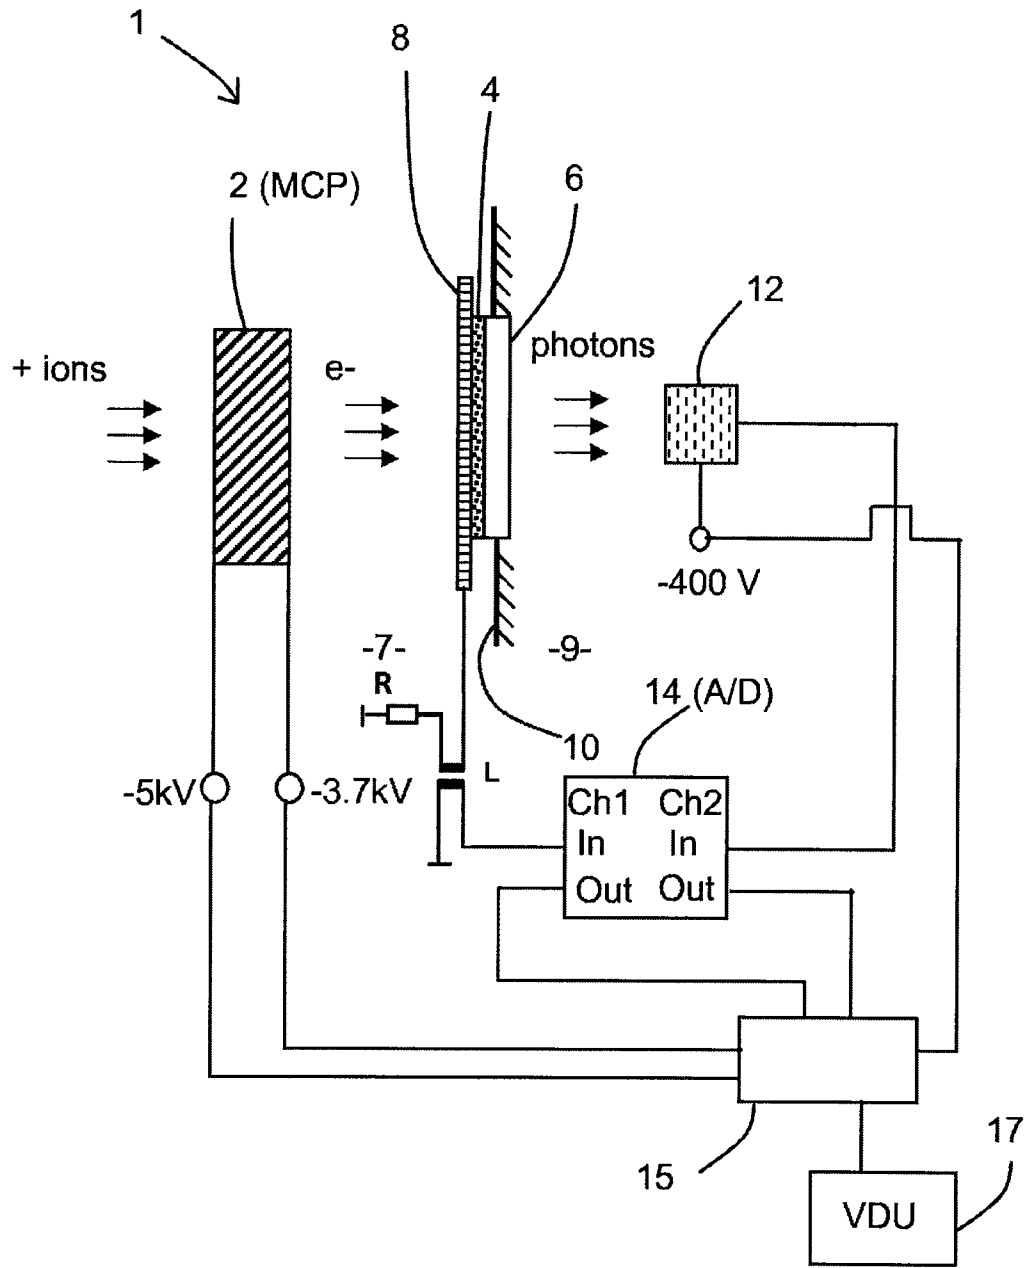 1
8
4
2 (MCP)
6
12
+ ions
e-
photons
-400 V
-7-
-9-
R
14 (A/D)
10
L
-5kV
-3.7kV
Ch1 Ch2
In In
Out Out
15
17
VDU